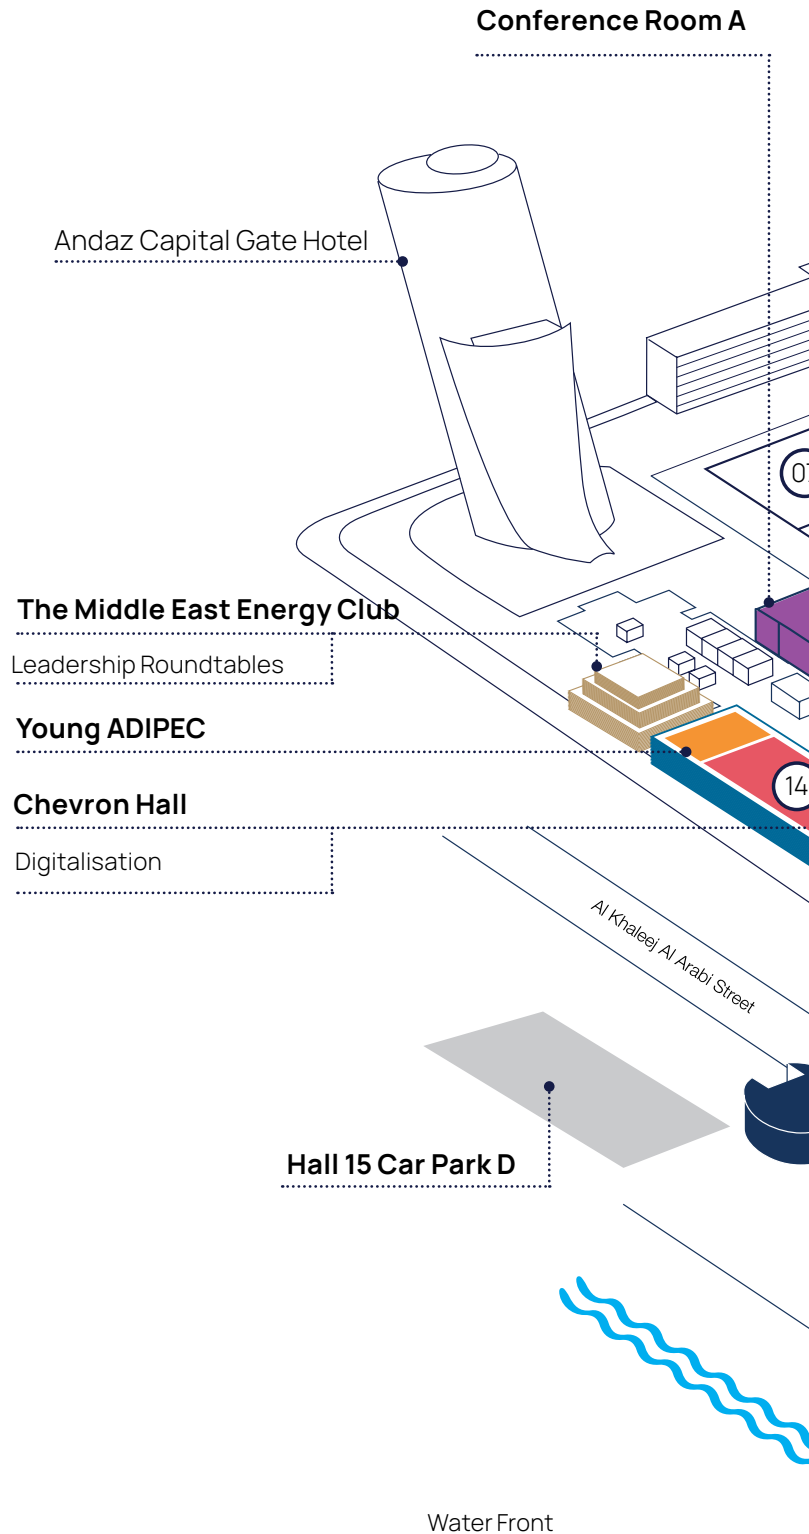 Conference Room A
Andaz Capital Gate Hotel
The Middle East Energy Club
Leadership Roundtables
Young ADIPEC
Chevron Hall
14
Digitalisation
Al Khaleej Al Arabi Street
Hall 15 Car Park D
Water Front